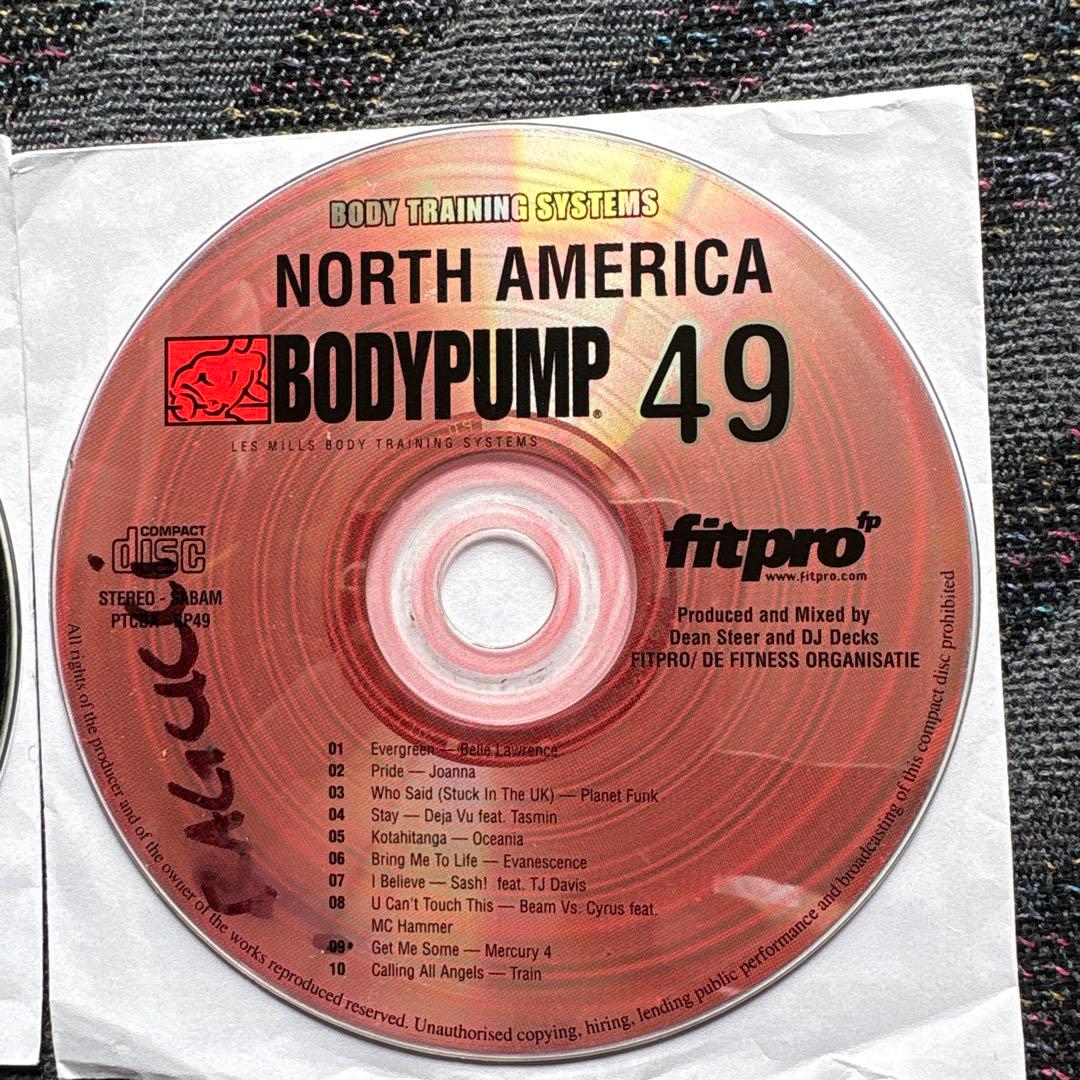 BODY TRAINING SYSTEMS
NORTH AMERICA
BODYPUMP® 49
LES MILLS BODY TRAINING SYSTEMS
COMPACT
disc
STEREO - SABAM
fitpro fp
www.fitpro.com
Produced and Mixed by
Dean Steer and DJ Decks
FITPRO/ DE FITNESS ORGANISATIE
01 Evergreen — Belle Lawrence
02 Pride — Joanna
03 Who Said (Stuck In The UK) — Planet Funk
04 Stay — Deja Vu feat. Tasmin
05 Kotahitanga — Oceania
06 Bring Me To Life — Evanescence
07 I Believe — Sash! feat. TJ Davis
08 U Can't Touch This — Beam Vs. Cyrus feat.
MC Hammer
09 Get Me Some — Mercury 4
10 Calling All Angels — Train
All rights of the producer and of the owner of the works reproduced reserved. Unauthorised copying, hiring, lending public performance and broadcasting of this compact disc prohibited